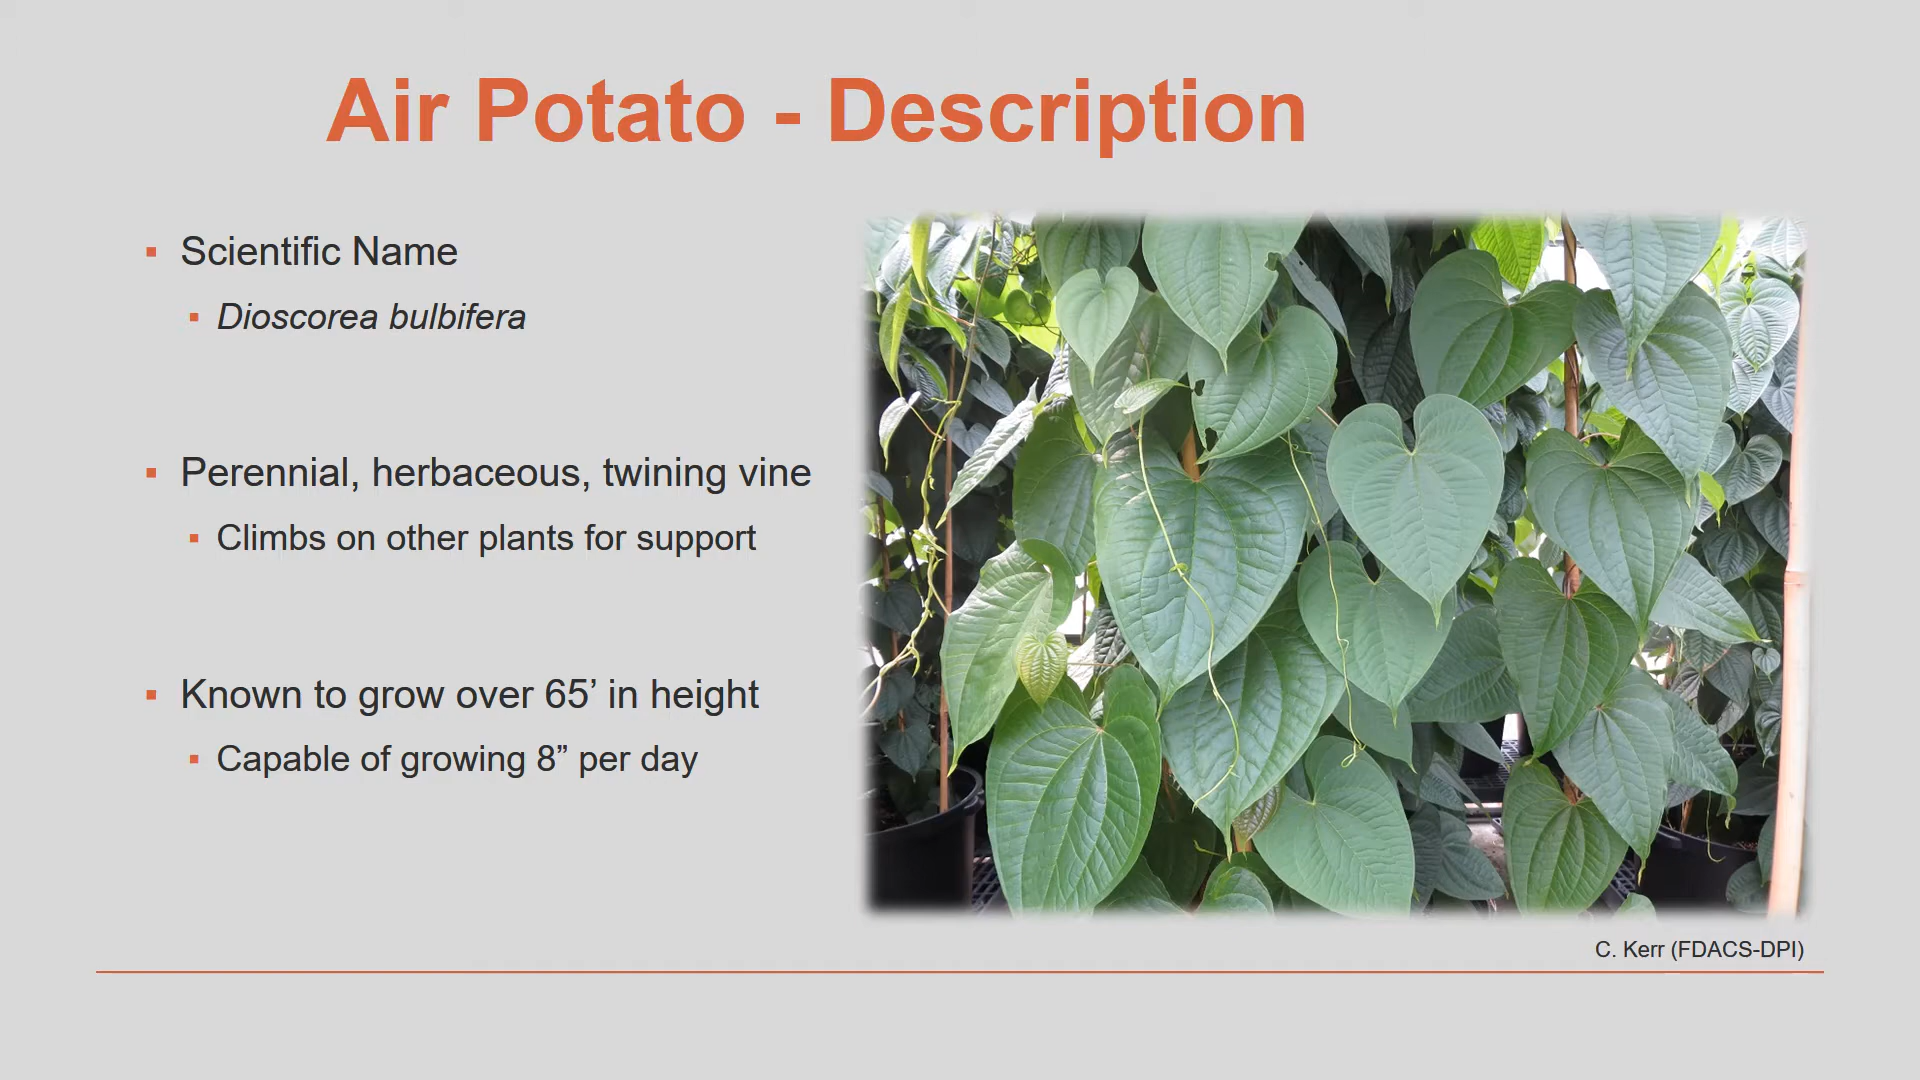 Air Potato - Description
Scientific Name
Dioscorea bulbifera
Perennial, herbaceous, twining vine
Climbs on other plants for support
Known to grow over 65’ in height
Capable of growing 8” per day
C. Kerr (FDACS-DPI)